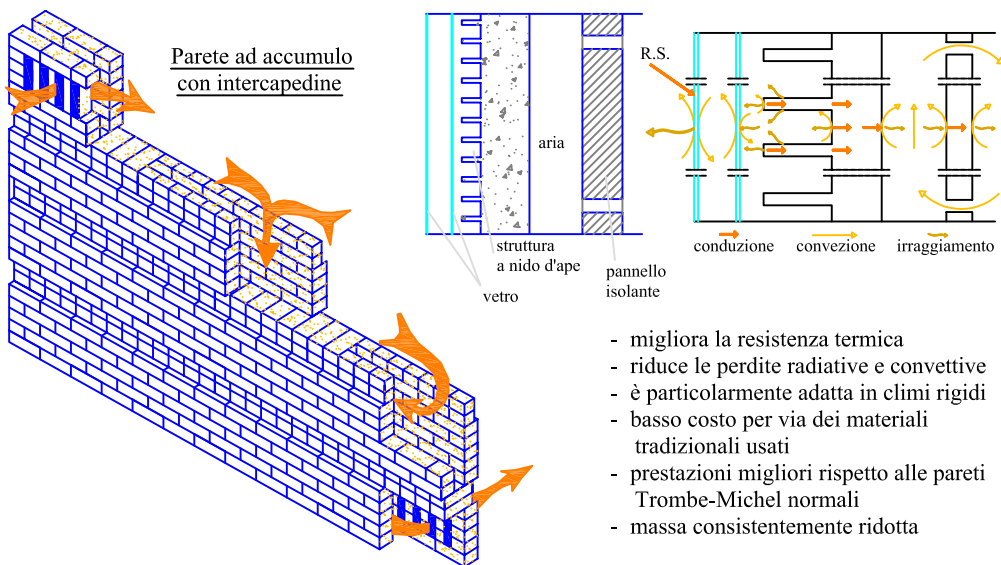 Parete ad accumulo
con intercapedine
aria
struttura
a nido d'ape
vetro
pannello
isolante
R.S.
conduzione
convezione
irraggiamento
- migliora la resistenza termica
- riduce le perdite radiative e convettive
- è particolarmente adatta in climi rigidi
- basso costo per via dei materiali
tradizionali usati
- prestazioni migliori rispetto alle pareti
Trombe-Michel normali
- massa consistentemente ridotta